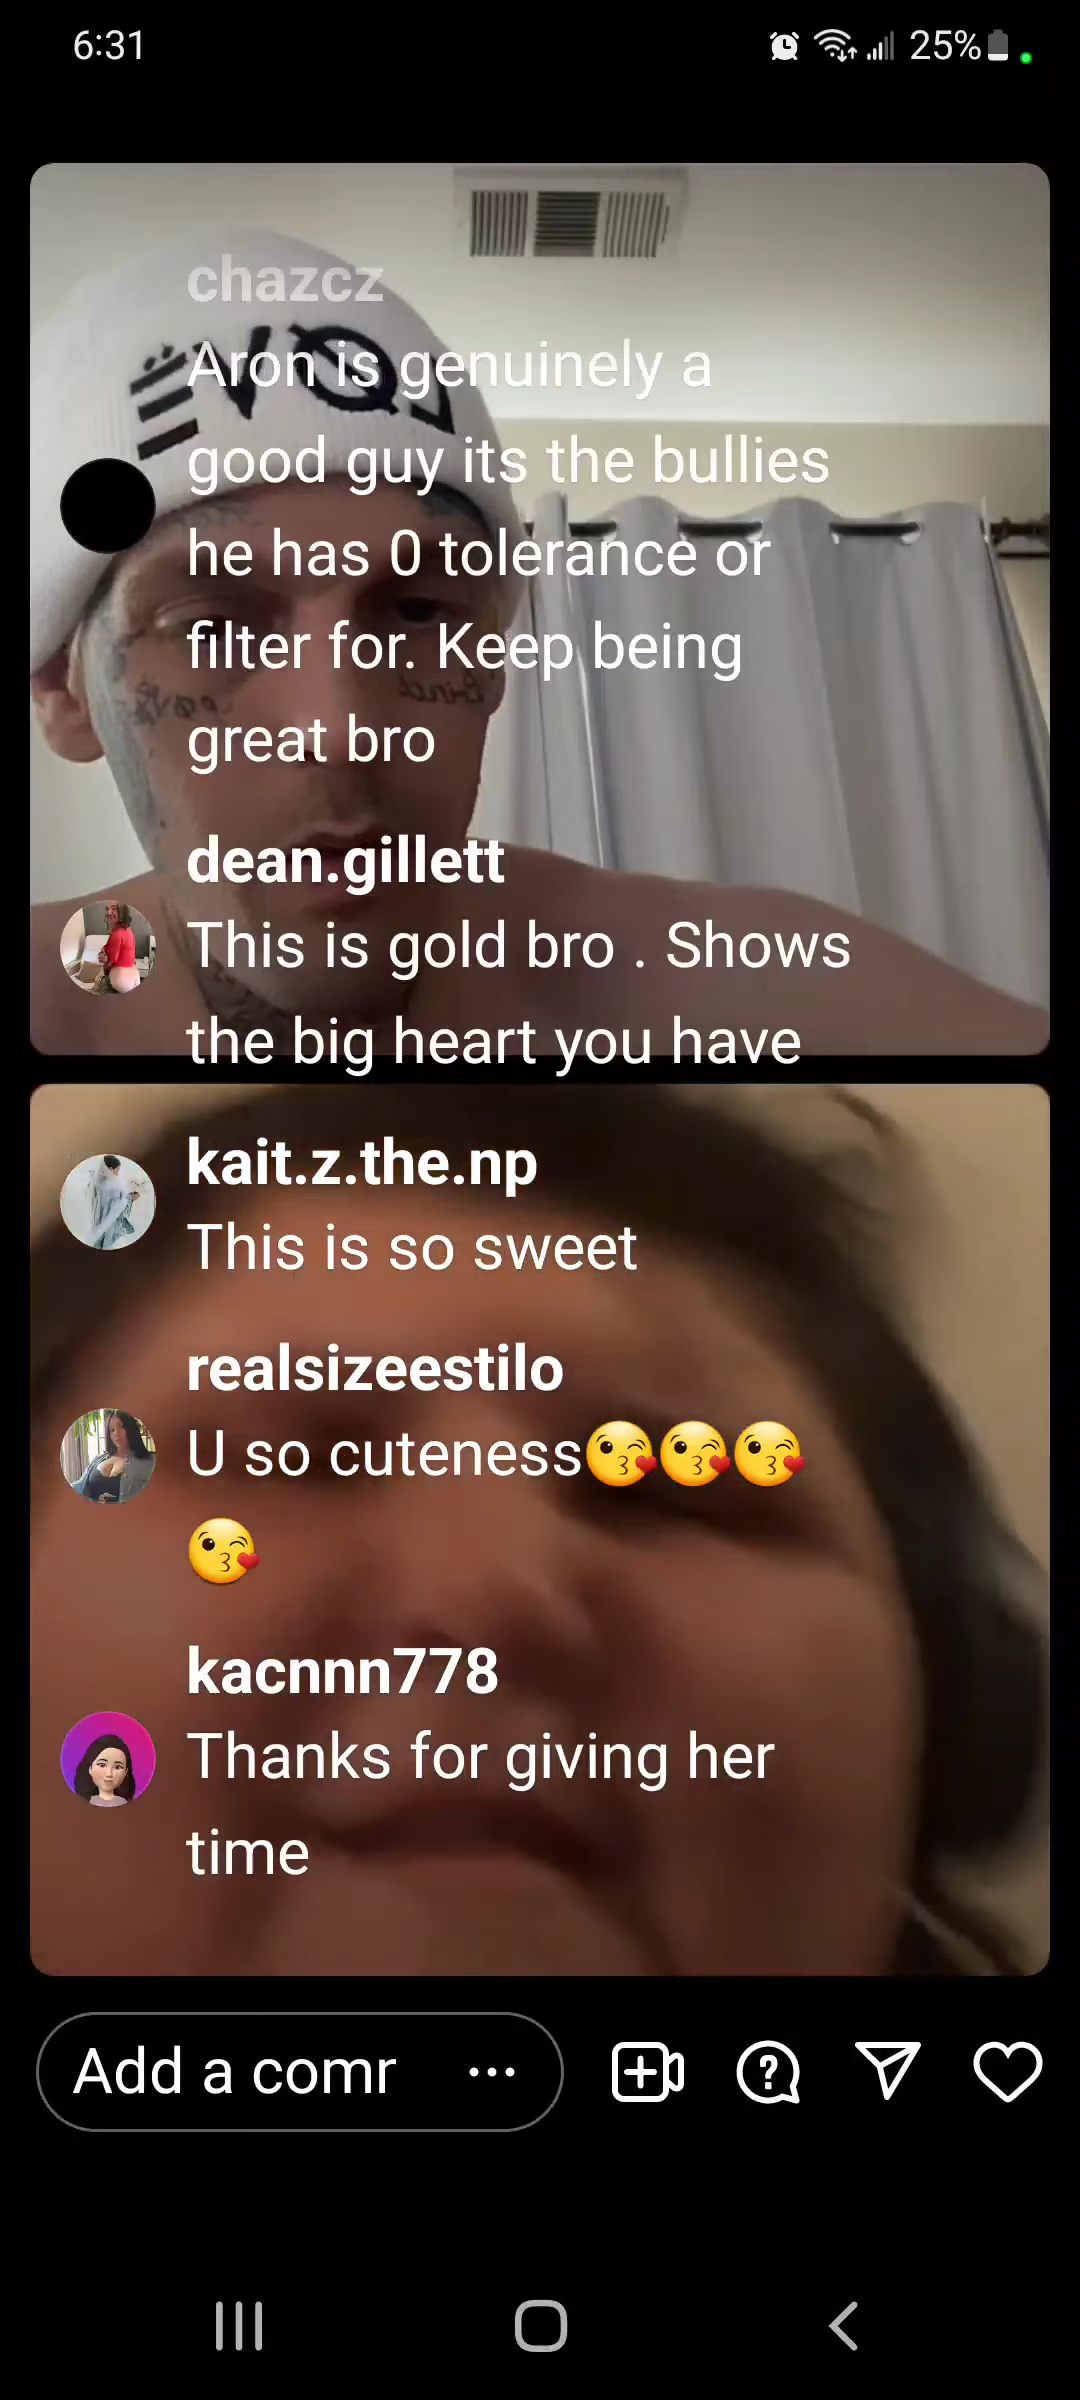 6:31
25%
chazcz
Aron is genuinely a
good guy its the bullies
he has 0 tolerance or
filter for. Keep being
great bro
dean.gillett
This is gold bro . Shows
the big heart you have
kait.z.the.np
This is so sweet
realsizeestilo
U so cuteness😘😘😘
😘
kacnnn778
Thanks for giving her
time
Add a comr